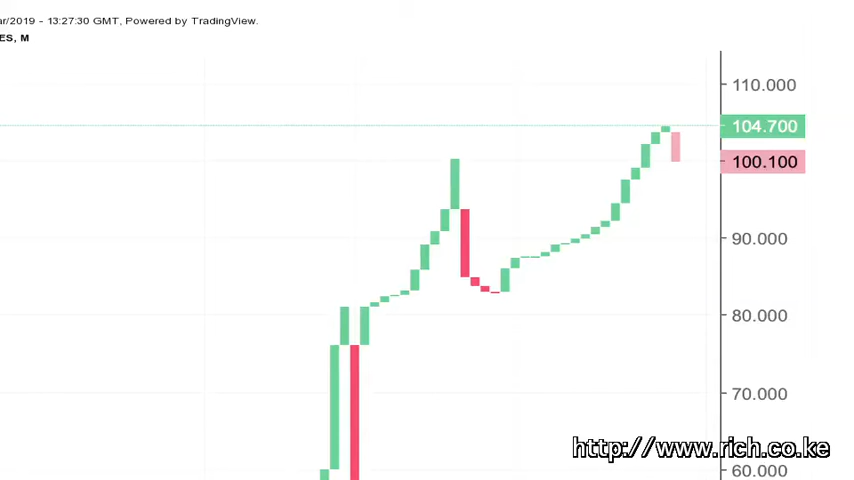 ar/2019 - 13:27:30 GMT, Powered by TradingView.
ES, M
110.000
104.700
100.100
90.000
80.000
70.000
http://www.rich.co.ke
60.000